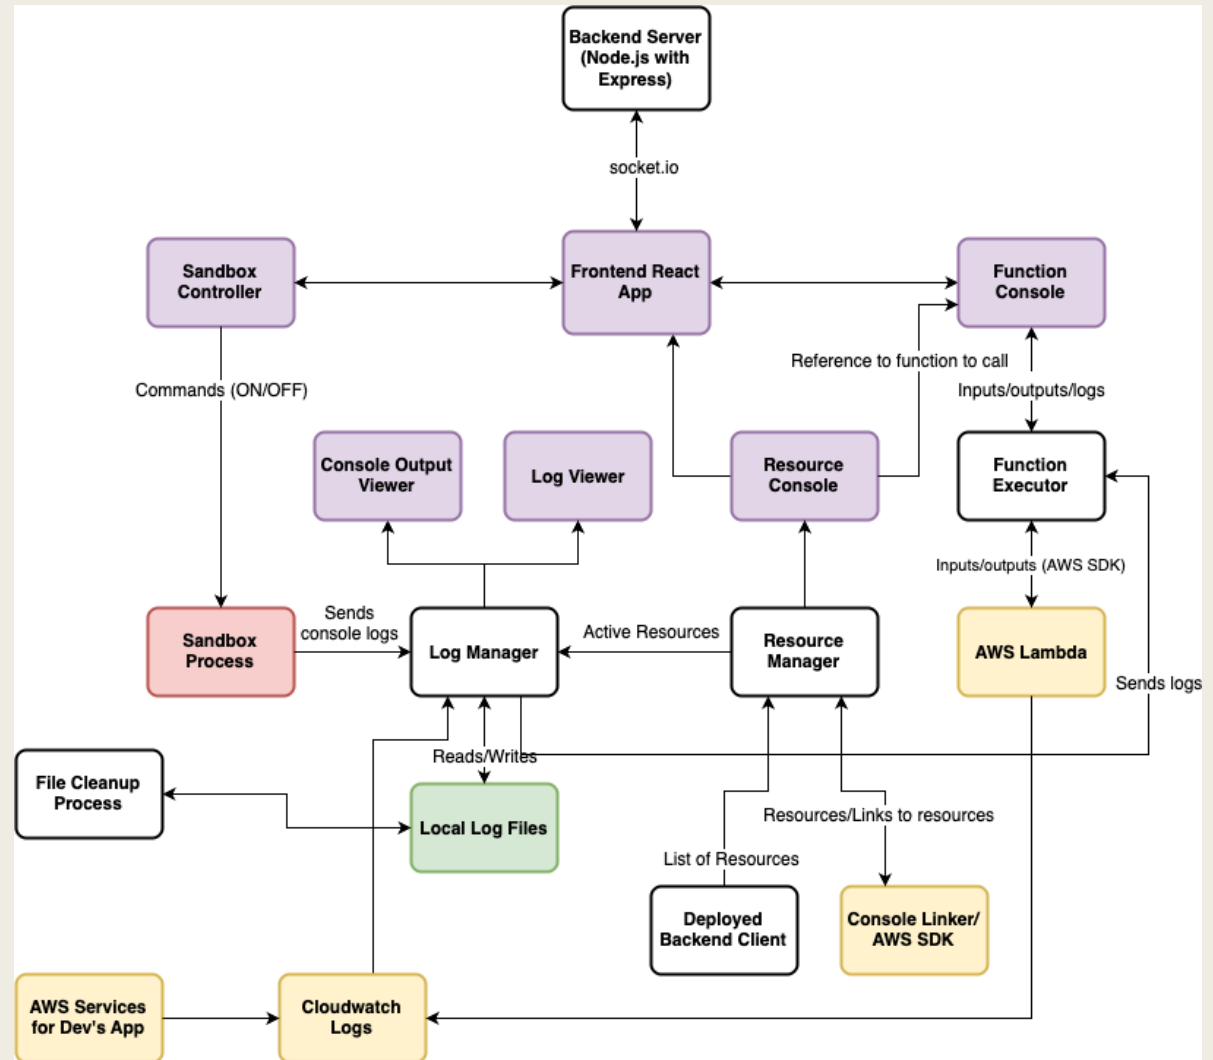 Backend Server
(Node.js with
Express)
socket.io
Sandbox
Controller
Frontend React
App
Function
Console
Reference to function to call
Commands (ON/OFF)
Inputs/outputs/logs
Console Output
Viewer
Log Viewer
Resource
Console
Function
Executor
Inputs/outputs (AWS SDK)
Sandbox
Process
Sends
console logs
Log Manager
Active Resources
Resource
Manager
AWS Lambda
Sends logs
Reads/Writes
File Cleanup
Process
Local Log Files
Resources/Links to resources
List of Resources
Deployed
Backend Client
Console Linker/
AWS SDK
AWS Services
for Dev's App
Cloudwatch
Logs